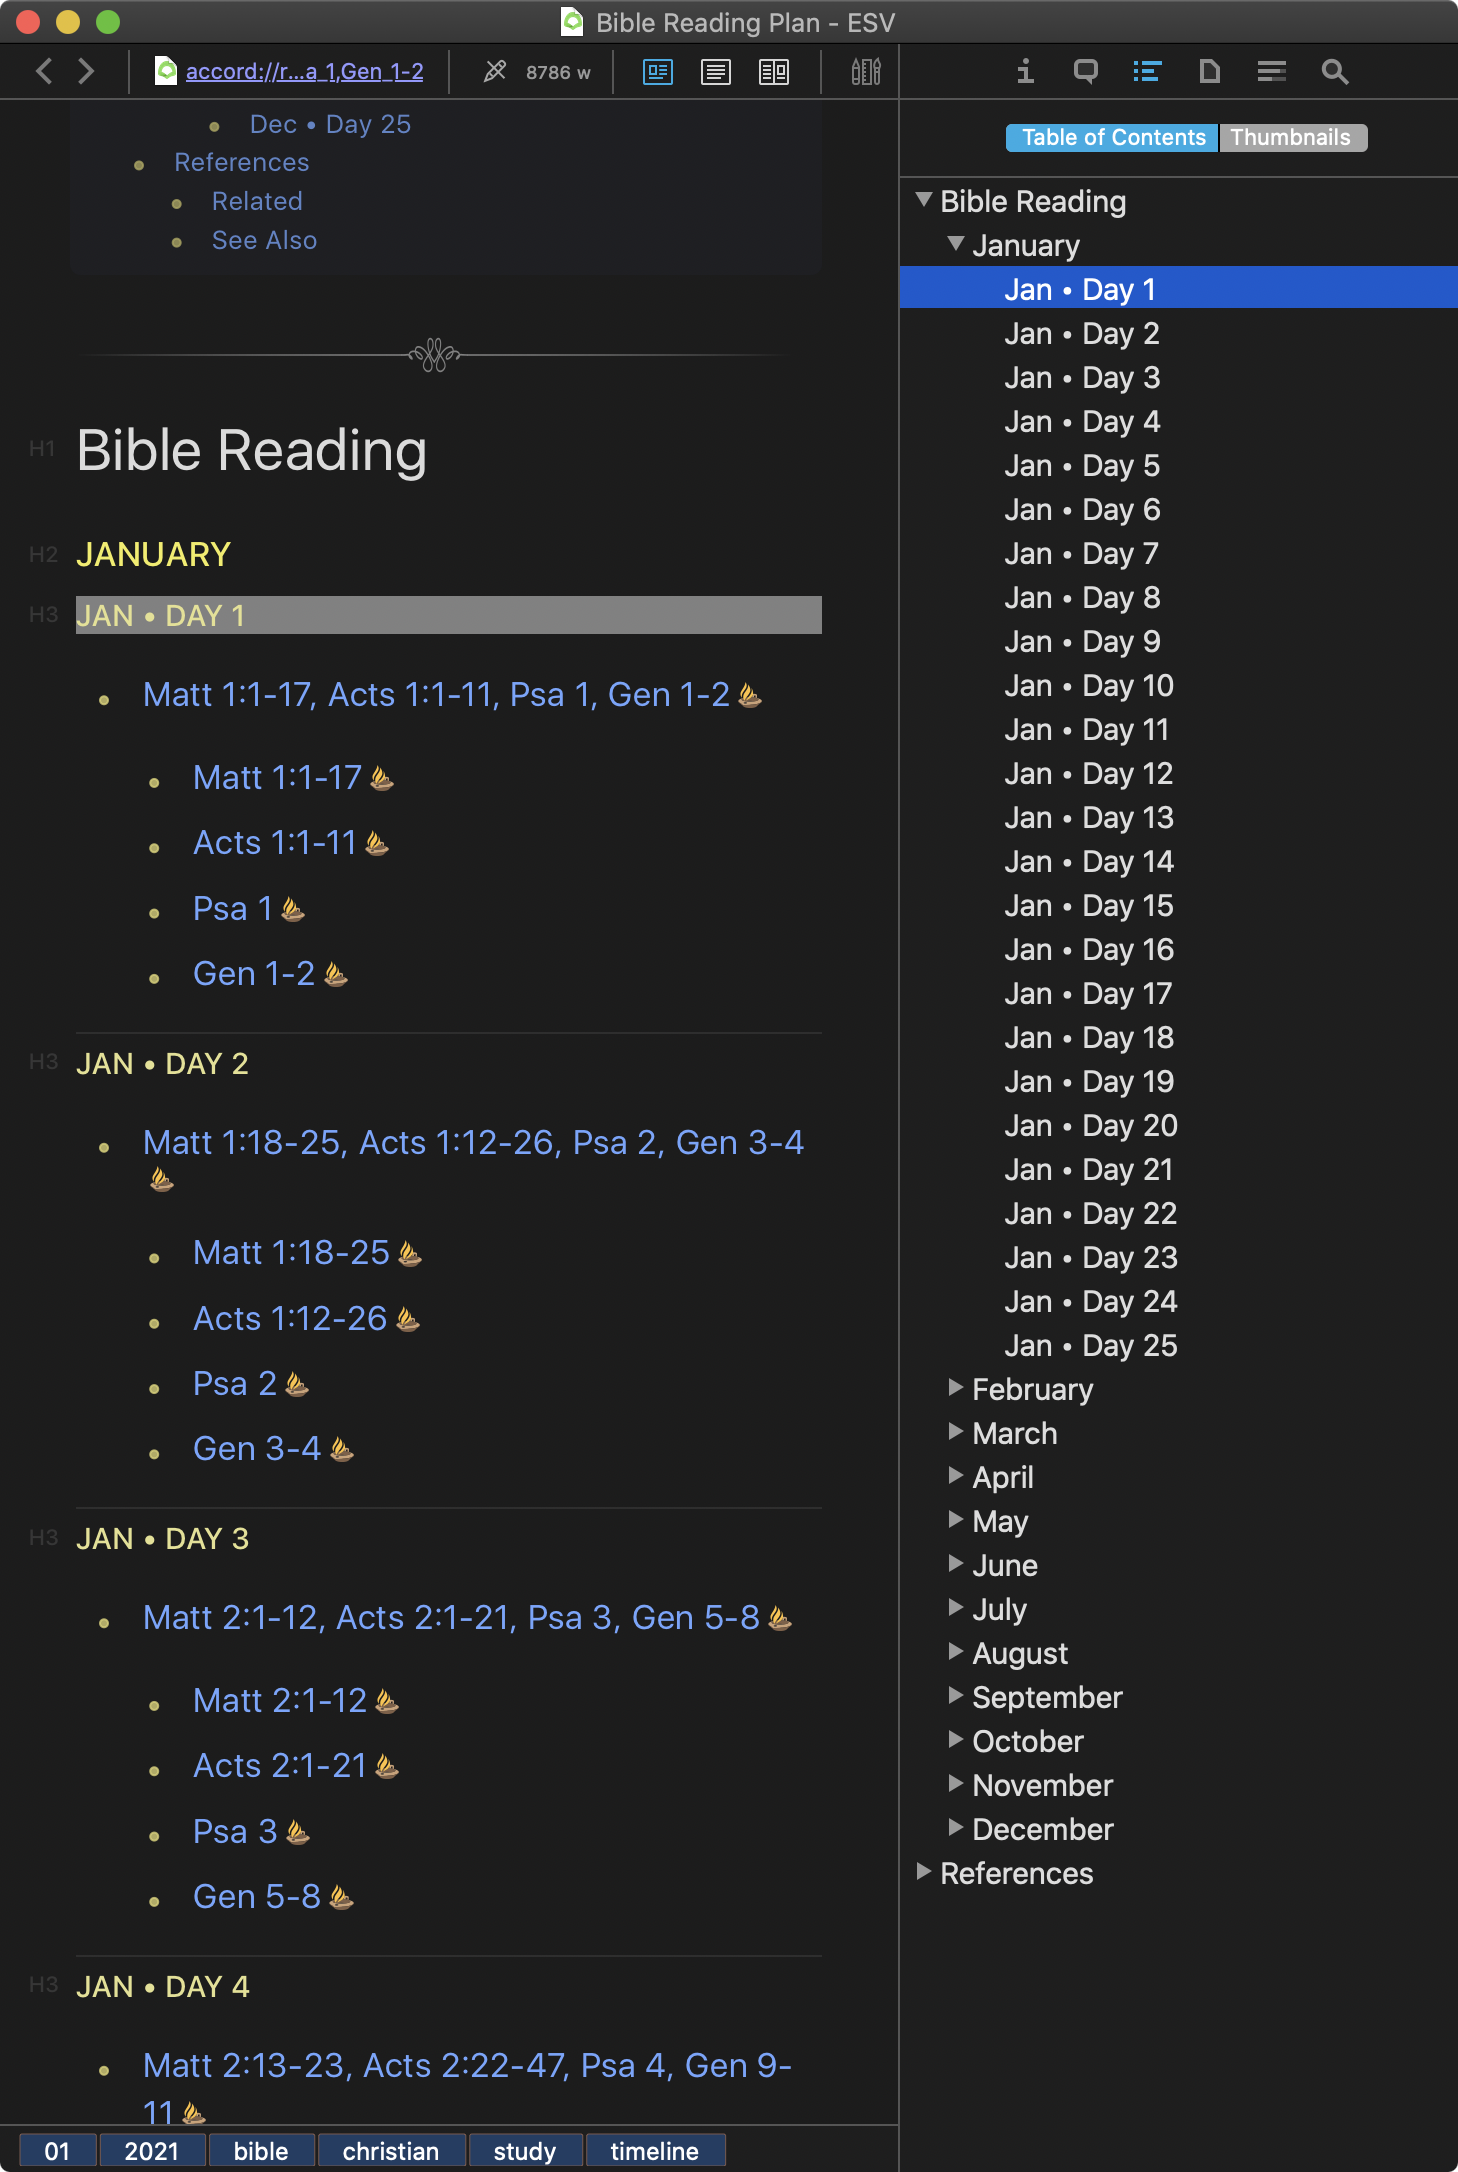 Bible Reading Plan - ESV
accord://r...a 1,Gen 1-2
8786 w
Dec • Day 25
References
Related
See Also
H1 Bible Reading
H2 JANUARY
H3 JAN • DAY 1
Matt 1:1-17, Acts 1:1-11, Psa 1, Gen 1-2
Matt 1:1-17
Acts 1:1-11
Psa 1
Gen 1-2
H3 JAN • DAY 2
Matt 1:18-25, Acts 1:12-26, Psa 2, Gen 3-4
Matt 1:18-25
Acts 1:12-26
Psa 2
Gen 3-4
H3 JAN • DAY 3
Matt 2:1-12, Acts 2:1-21, Psa 3, Gen 5-8
Matt 2:1-12
Acts 2:1-21
Psa 3
Gen 5-8
H3 JAN • DAY 4
Matt 2:13-23, Acts 2:22-47, Psa 4, Gen 9-
11
01 2021 bible christian study timeline
Table of Contents Thumbnails
Bible Reading
January
Jan • Day 1
Jan • Day 2
Jan • Day 3
Jan • Day 4
Jan • Day 5
Jan • Day 6
Jan • Day 7
Jan • Day 8
Jan • Day 9
Jan • Day 10
Jan • Day 11
Jan • Day 12
Jan • Day 13
Jan • Day 14
Jan • Day 15
Jan • Day 16
Jan • Day 17
Jan • Day 18
Jan • Day 19
Jan • Day 20
Jan • Day 21
Jan • Day 22
Jan • Day 23
Jan • Day 24
Jan • Day 25
February
March
April
May
June
July
August
September
October
November
December
References